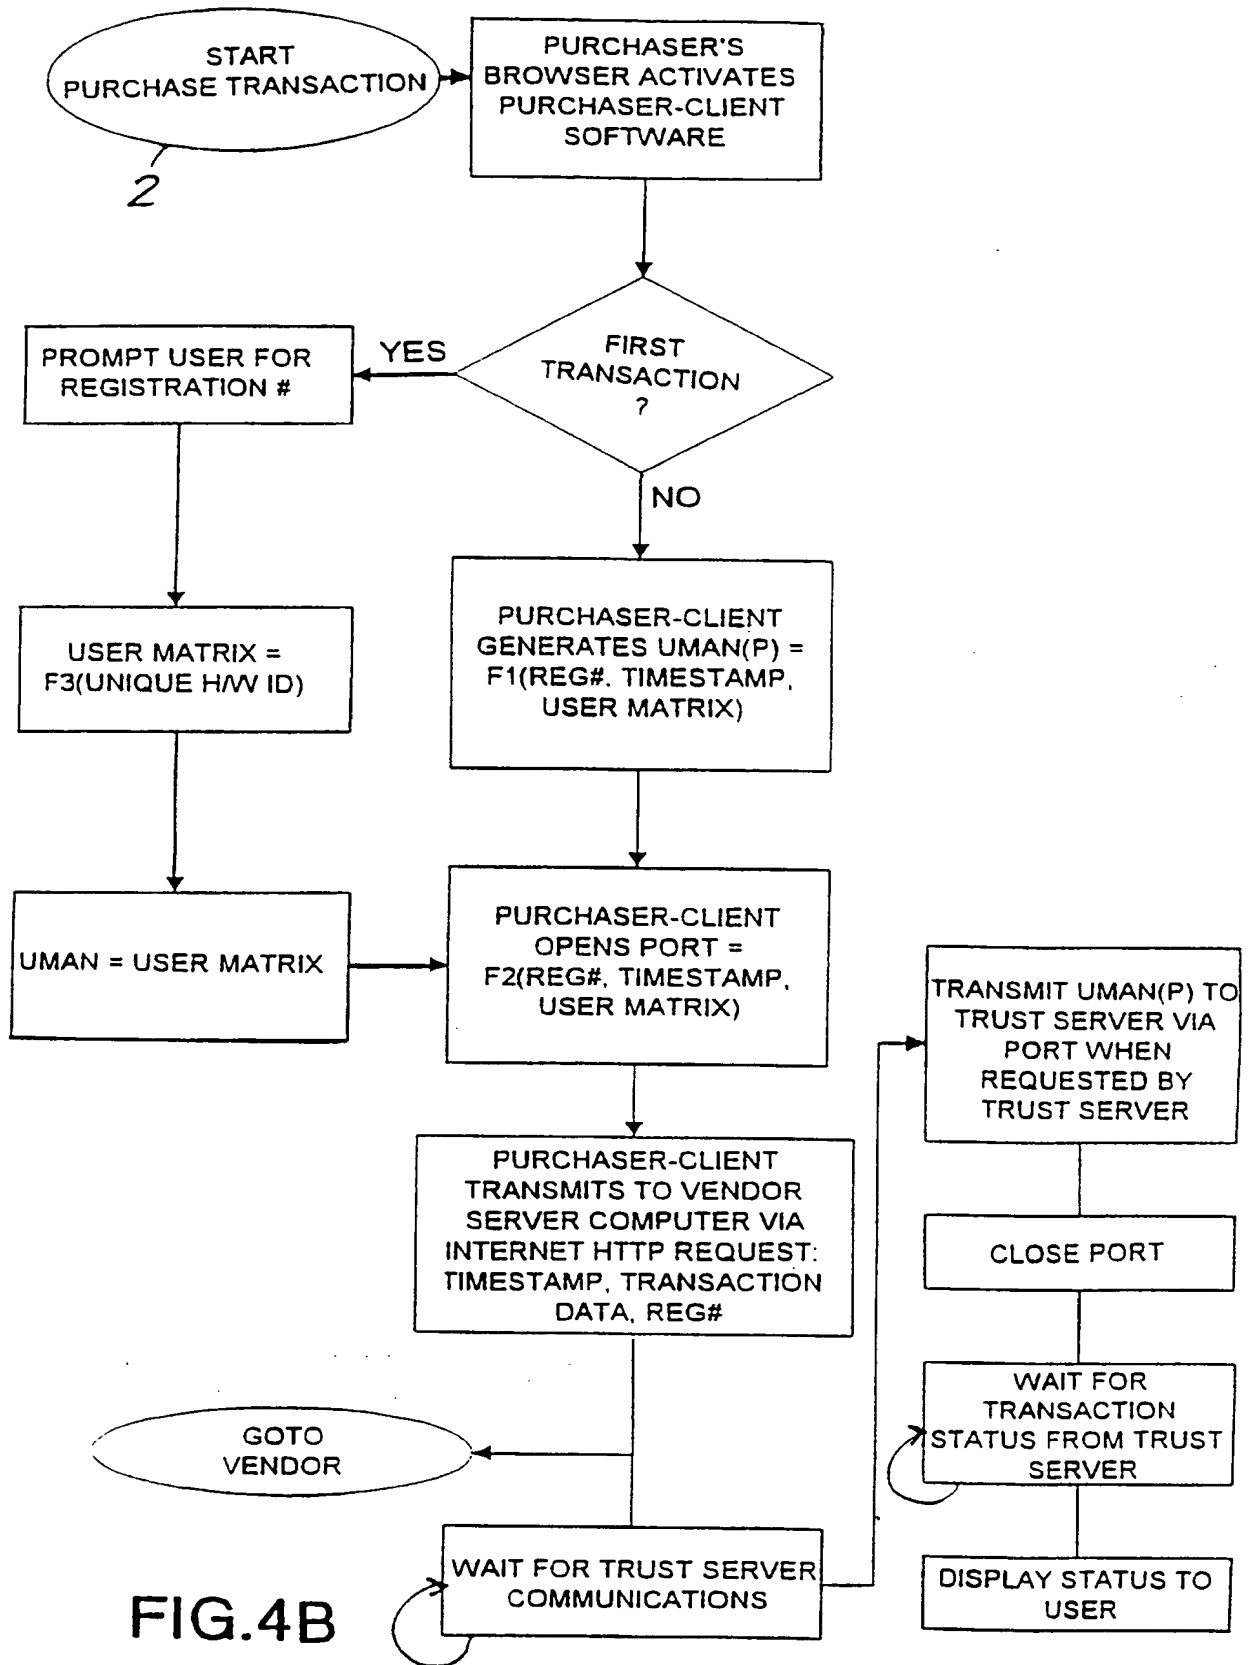 START
PURCHASE TRANSACTION
2
PURCHASER'S
BROWSER ACTIVATES
PURCHASER-CLIENT
SOFTWARE
FIRST
TRANSACTION
?
YES
NO
PROMPT USER FOR
REGISTRATION #
USER MATRIX =
F3(UNIQUE H/W ID)
UMAN = USER MATRIX
PURCHASER-CLIENT
GENERATES UMAN(P) =
F1(REG#. TIMESTAMP,
USER MATRIX)
PURCHASER-CLIENT
OPENS PORT =
F2(REG#, TIMESTAMP,
USER MATRIX)
PURCHASER-CLIENT
TRANSMITS TO VENDOR
SERVER COMPUTER VIA
INTERNET HTTP REQUEST:
TIMESTAMP, TRANSACTION
DATA, REG#
GOTO
VENDOR
WAIT FOR TRUST SERVER
COMMUNICATIONS
TRANSMIT UMAN(P) TO
TRUST SERVER VIA
PORT WHEN
REQUESTED BY
TRUST SERVER
CLOSE PORT
WAIT FOR
TRANSACTION
STATUS FROM TRUST
SERVER
DISPLAY STATUS TO
USER
FIG.4B